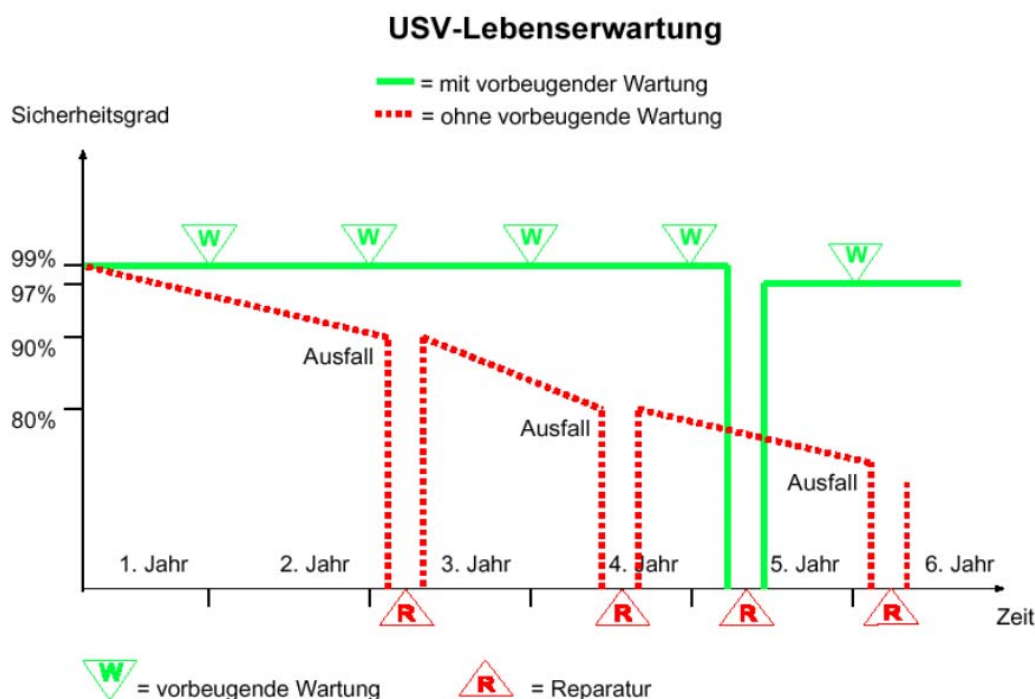 USV-Lebenserwartung
= mit vorbeugender Wartung
= ohne vorbeugende Wartung
Sicherheitsgrad
W W W W
W
99%
97%
90%
Ausfall
80%
Ausfall
Ausfall
1. Jahr 2. Jahr 3. Jahr 4. Jahr 5. Jahr 6. Jahr
R R R R
Zeit
W = vorbeugende Wartung R = Reparatur